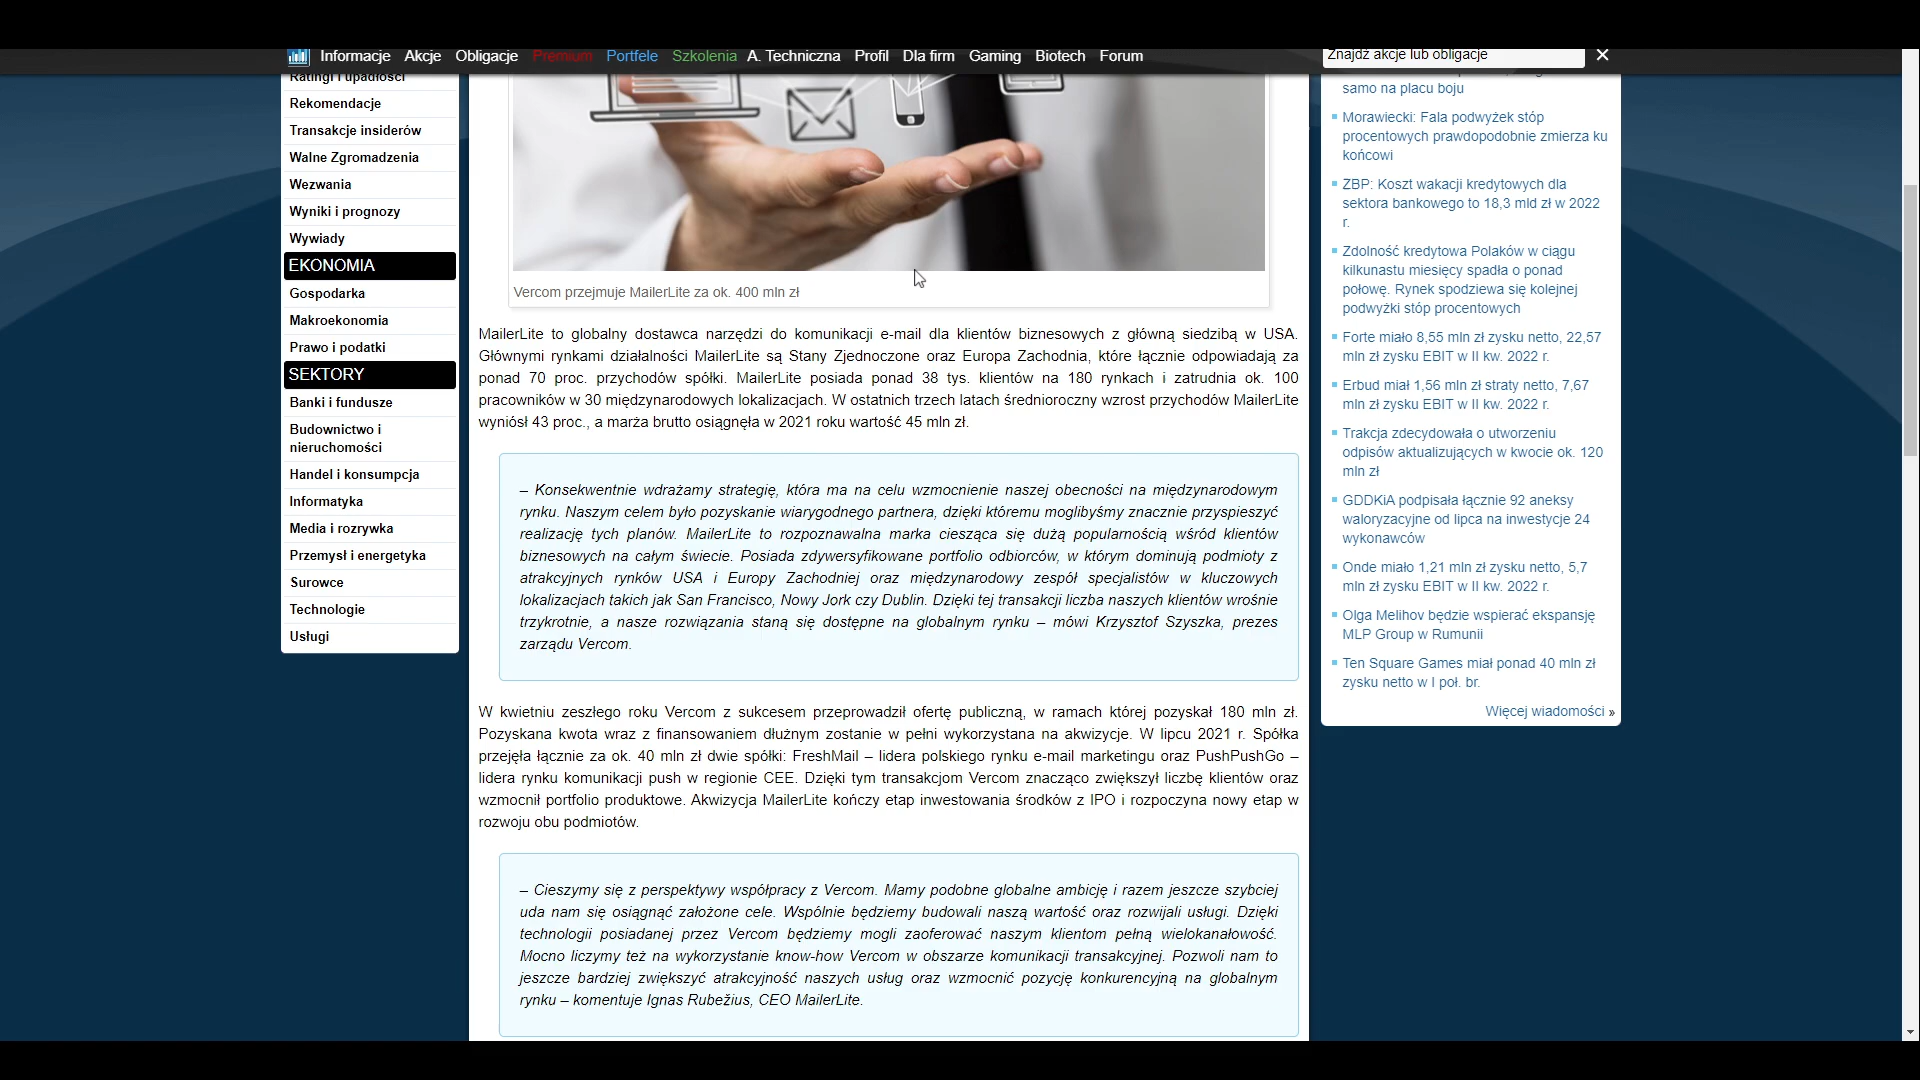 Informacje Akcje Obligacje Premium Portfele Szkolenia A. Techniczna Profil Dla firm Gaming Biotech Forum
Znajdź akcje lub obligacje
Ratingi i upadłości
Rekomendacje
Transakcje insiderów
Walne Zgromadzenia
Wezwania
Wyniki i prognozy
Wywiady
EKONOMIA
Gospodarka
Makroekonomia
Prawo i podatki
SEKTORY
Banki i fundusze
Budownictwo i
nieruchomości
Handel i konsumpcja
Informatyka
Media i rozrywka
Przemysł i energetyka
Surowce
Technologie
Usługi
Vercom przejmuje MailerLite za ok. 400 mln zł
MailerLite to globalny dostawca narzędzi do komunikacji e-mail dla klientów biznesowych z główną siedzibą w USA.
Głównymi rynkami działalności MailerLite są Stany Zjednoczone oraz Europa Zachodnia, które łącznie odpowiadają za
ponad 70 proc. przychodów spółki. MailerLite posiada ponad 38 tys. klientów na 180 rynkach i zatrudnia ok. 100
pracowników w 30 międzynarodowych lokalizacjach. W ostatnich trzech latach średnioroczny wzrost przychodów MailerLite
wyniósł 43 proc., a marża brutto osiągnęła w 2021 roku wartość 45 mln zł.
– Konsekwentnie wdrażamy strategię, która ma na celu wzmocnienie naszej obecności na międzynarodowym
rynku. Naszym celem było pozyskanie wiarygodnego partnera, dzięki któremu moglibyśmy znacznie przyspieszyć
realizację tych planów. MailerLite to rozpoznawalna marka ciesząca się dużą popularnością wśród klientów
biznesowych na całym świecie. Posiada zdywersyfikowane portfolio odbiorców, w którym dominują podmioty z
atrakcyjnych rynków USA i Europy Zachodniej oraz międzynarodowy zespół specjalistów w kluczowych
lokalizacjach takich jak San Francisco, Nowy Jork czy Dublin. Dzięki tej transakcji liczba naszych klientów wrośnie
trzykrotnie, a nasze rozwiązania staną się dostępne na globalnym rynku – mówi Krzysztof Szyszka, prezes
zarządu Vercom.
W kwietniu zeszłego roku Vercom z sukcesem przeprowadził ofertę publiczną, w ramach której pozyskał 180 mln zł.
Pozyskana kwota wraz z finansowaniem dłużnym zostanie w pełni wykorzystana na akwizycje. W lipcu 2021 r. Spółka
przejęła łącznie za ok. 40 mln zł dwie spółki: FreshMail – lidera polskiego rynku e-mail marketingu oraz PushPushGo –
lidera rynku komunikacji push w regionie CEE. Dzięki tym transakcjom Vercom znacząco zwiększył liczbę klientów oraz
wzmocnił portfolio produktowe. Akwizycja MailerLite kończy etap inwestowania środków z IPO i rozpoczyna nowy etap w
rozwoju obu podmiotów.
– Cieszymy się z perspektywy współpracy z Vercom. Mamy podobne globalne ambicję i razem jeszcze szybciej
uda nam się osiągnąć założone cele. Wspólnie będziemy budowali naszą wartość oraz rozwijali usługi. Dzięki
technologii posiadanej przez Vercom będziemy mogli zaoferować naszym klientom pełną wielokanałowość.
Mocno liczymy też na wykorzystanie know-how Vercom w obszarze komunikacji transakcyjnej. Pozwoli nam to
jeszcze bardziej zwiększyć atrakcyjność naszych usług oraz wzmocnić pozycję konkurencyjną na globalnym
rynku – komentuje Ignas Rubežius, CEO MailerLite.
samo na placu boju
Morawiecki: Fala podwyżek stóp
procentowych prawdopodobnie zmierza ku
końcowi
ZBP: Koszt wakacji kredytowych dla
sektora bankowego to 18,3 mld zł w 2022
r.
Zdolność kredytowa Polaków w ciągu
kilkunastu miesięcy spadła o ponad
połowę. Rynek spodziewa się kolejnej
podwyżki stóp procentowych
Forte miało 8,55 mln zł zysku netto, 22,57
mln zł zysku EBIT w II kw. 2022 r.
Erbud miał 1,56 mln zł straty netto, 7,67
mln zł zysku EBIT w II kw. 2022 r.
Trakcja zdecydowała o utworzeniu
odpisów aktualizujących w kwocie ok. 120
mln zł
GDDKiA podpisała łącznie 92 aneksy
waloryzacyjne od lipca na inwestycje 24
wykonawców
Onde miało 1,21 mln zł zysku netto, 5,7
mln zł zysku EBIT w II kw. 2022 r.
Olga Melihov będzie wspierać ekspansję
MLP Group w Rumunii
Ten Square Games miał ponad 40 mln zł
zysku netto w I poł. br.
Więcej wiadomości »